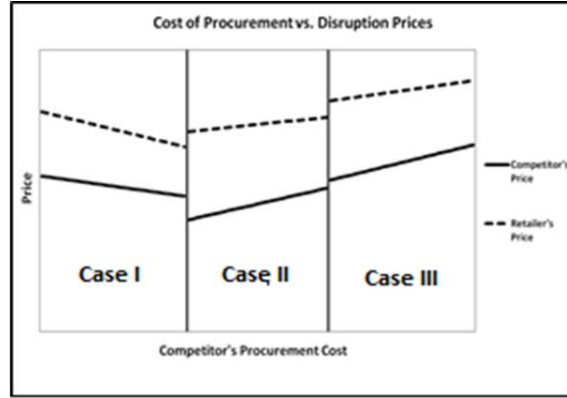 Cost of Procurement vs. Disruption Prices
Price
Case I
Case II
Case III
Competitor's
Price
Retailer's
Price
Competitor's Procurement Cost